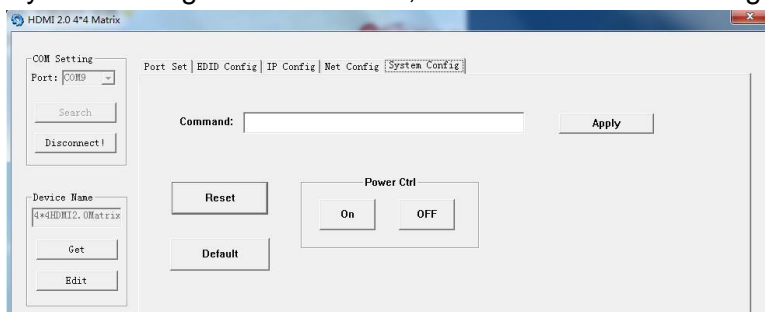 HDMI 2.0 4*4 Matrix
COM Setting
Port: COM9
Search
Disconnect!
Device Name
4*4HDMI2.0Matrix
Get
Edit
Port Set EDID Config IP Config Net Config System Config
Command:
Apply
Reset
Default
Power Ctrl
On OFF